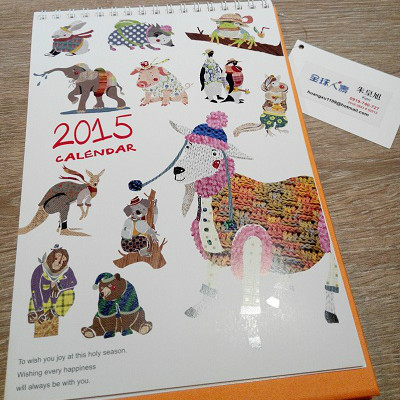 2015
CALENDAR
To wish you joy at this holy season.
Wishing every happiness
will always be with you.
全球人壽
朱皇旭